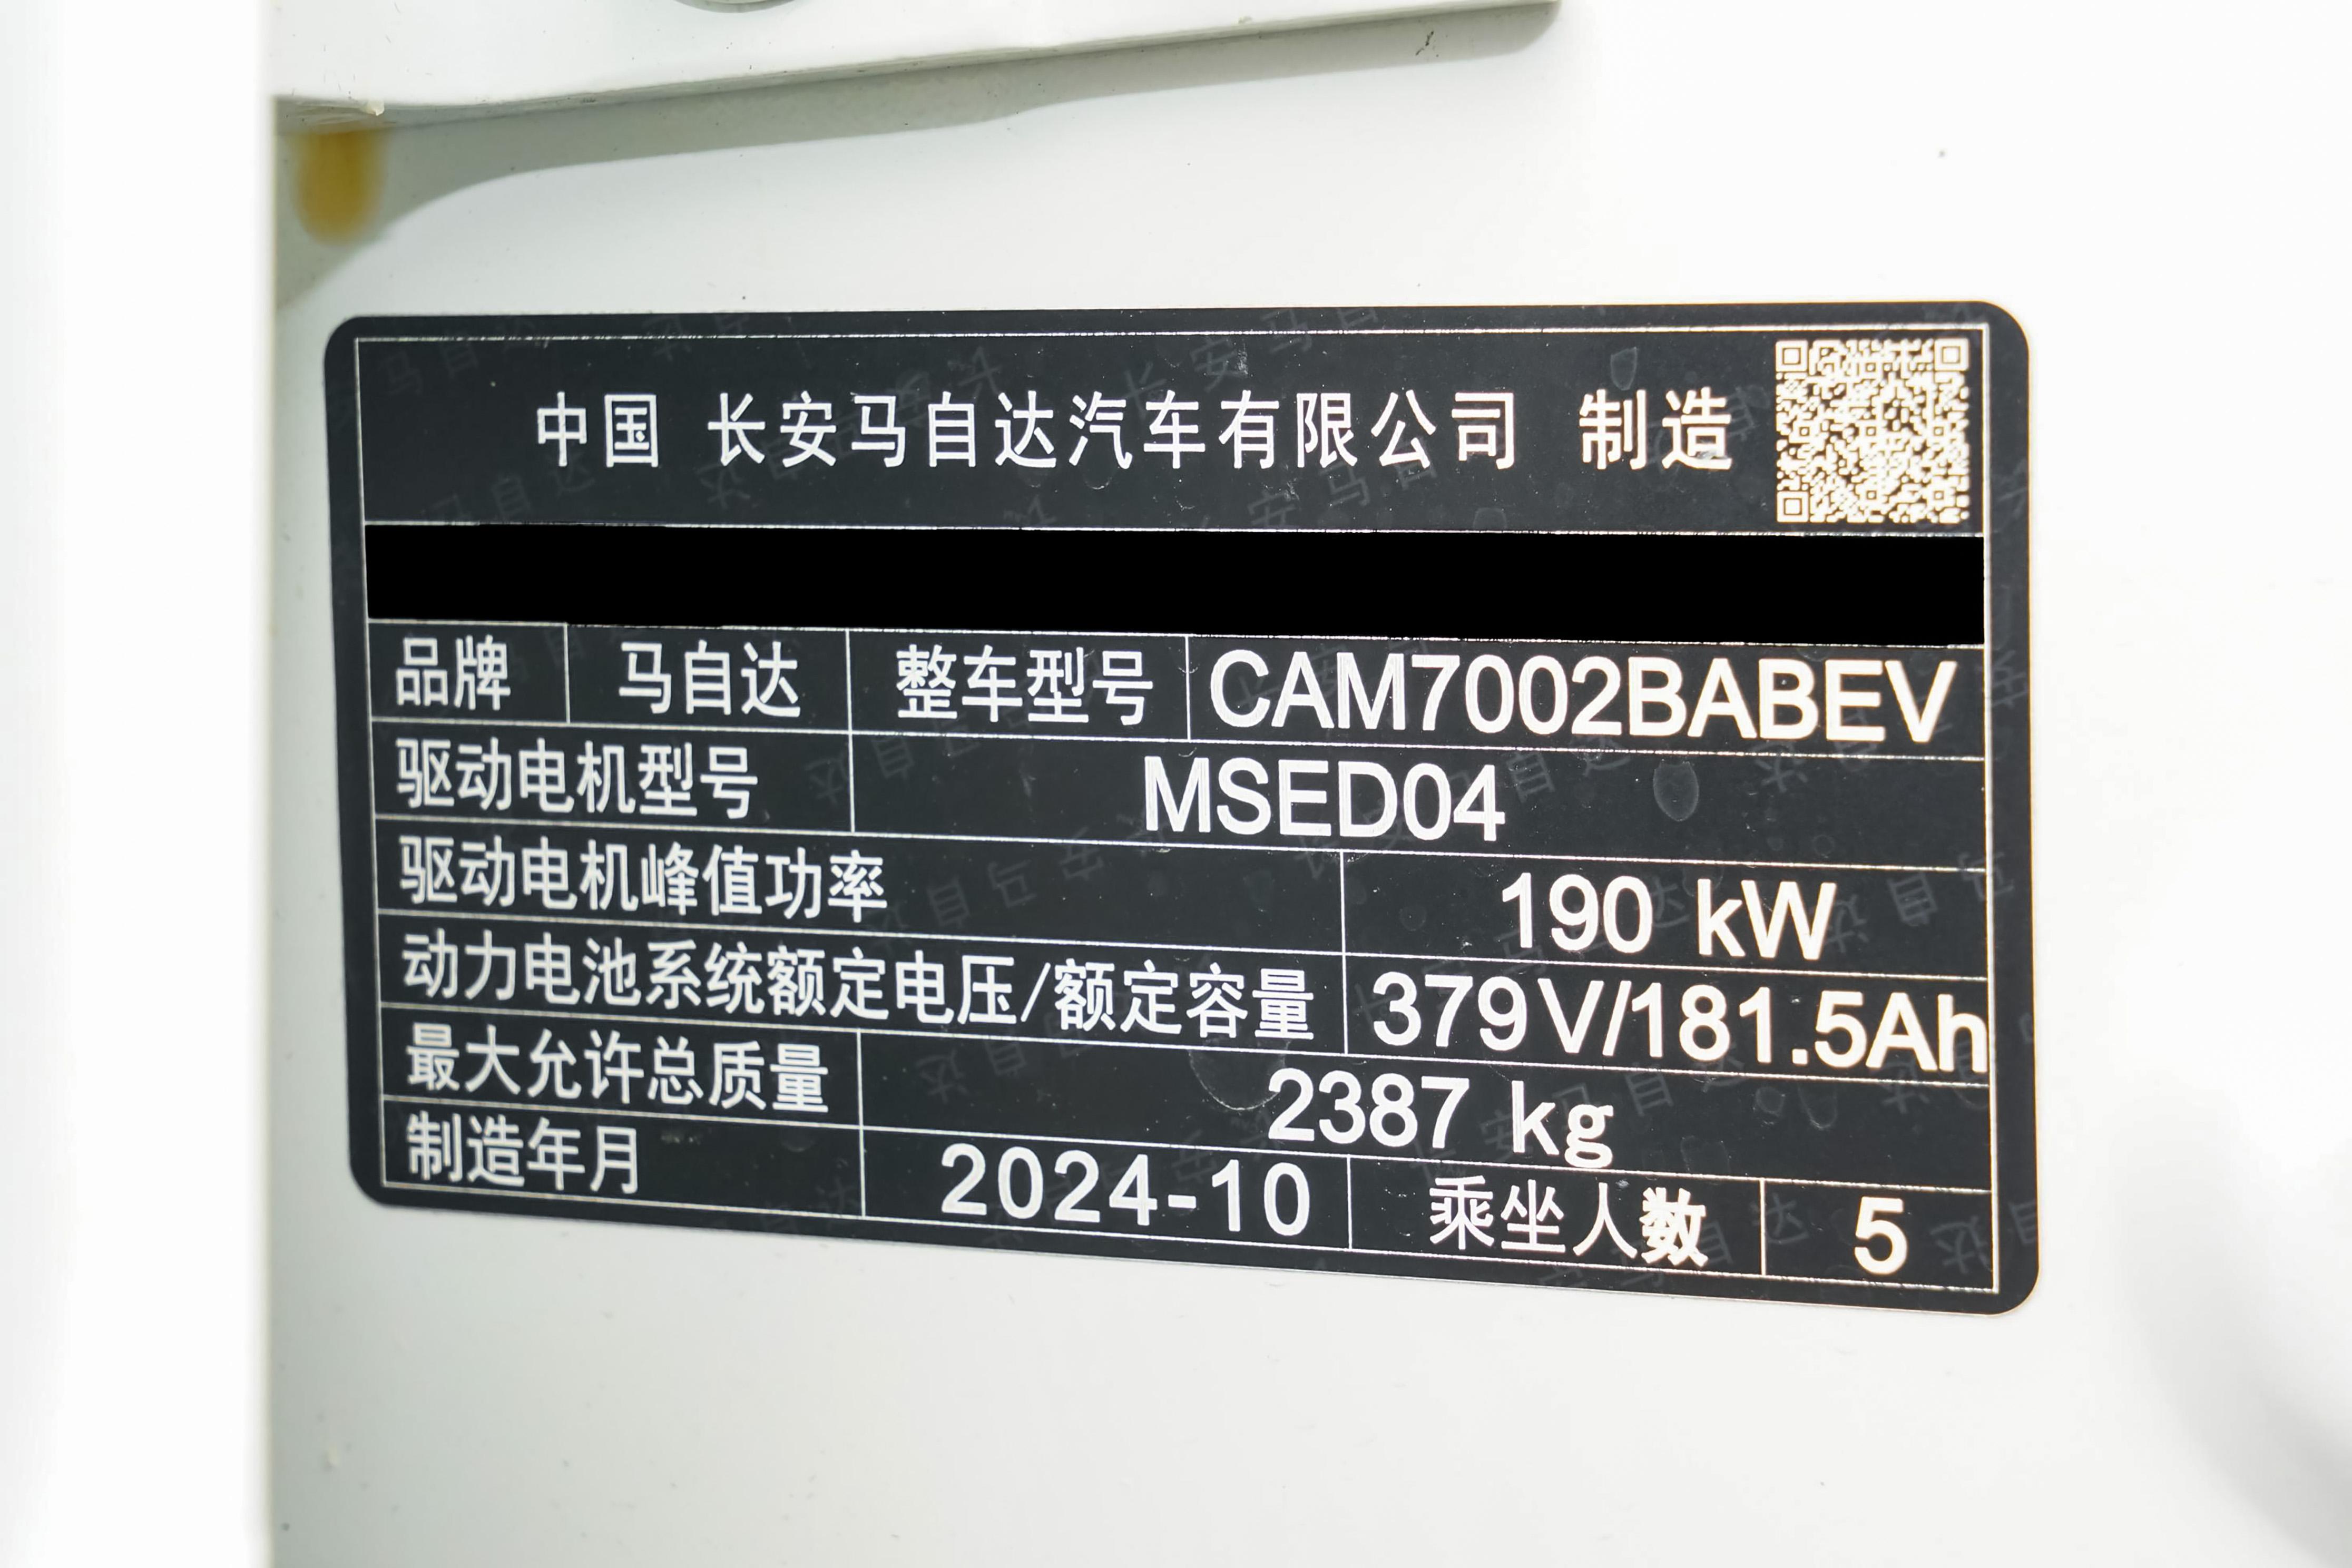 中国 长安马自达汽车有限公司 制造
品牌 马自达 整车型号 CAM7002BABEV
驱动电机型号 MSED04
驱动电机峰值功率 190 kW
动力电池系统额定电压/额定容量 379V/181.5Ah
最大允许总质量 2387 kg
制造年月 2024-10 乘坐人数 5